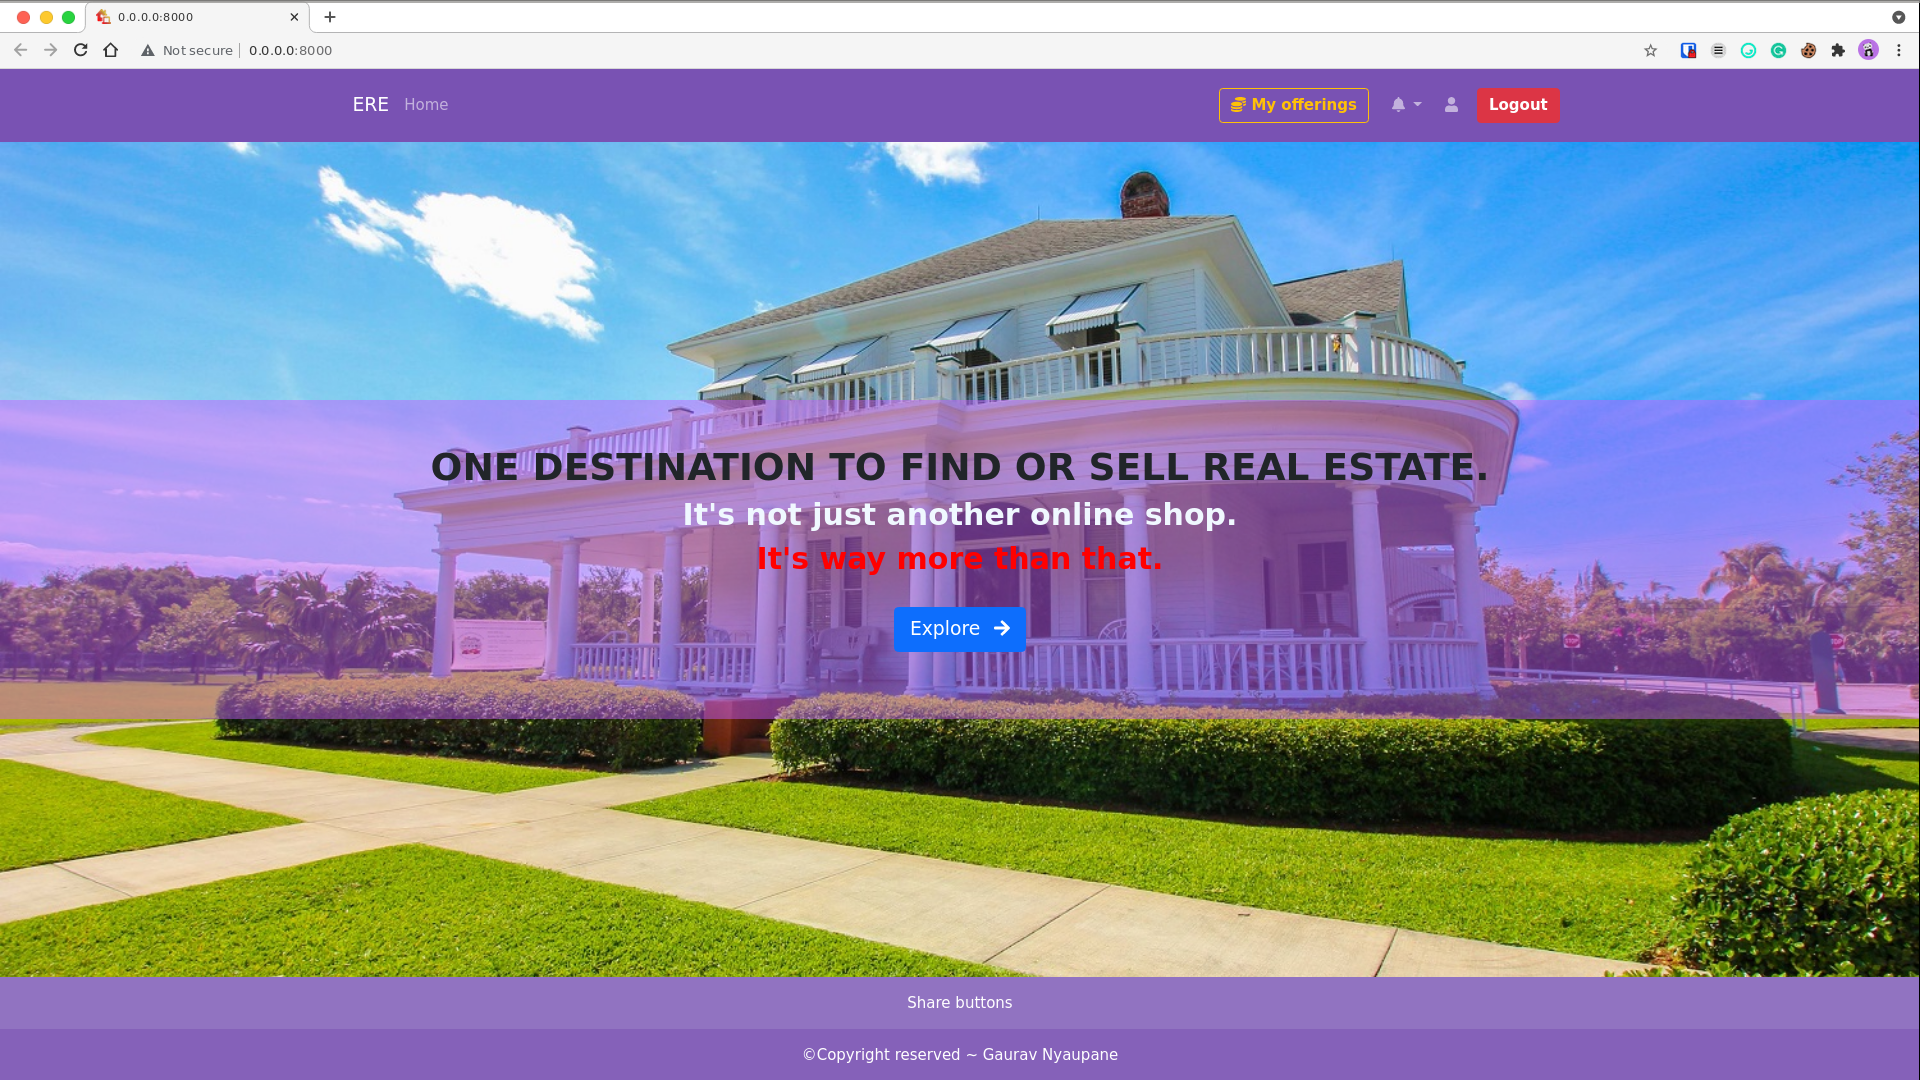 0.0.0.0:8000
Not secure
0.0.0.0:8000
ERE
Home
My offerings
Logout
ONE DESTINATION TO FIND OR SELL REAL ESTATE.
It's not just another online shop.
It's way more than that.
Explore
Share buttons
©Copyright reserved ~ Gaurav Nyaupane